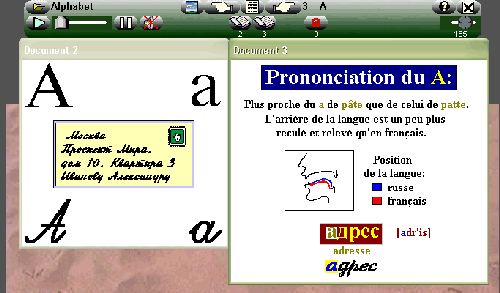 Alphabet
3 A
2 3
0
155
Document 2
A a
Москва
Проспект Мира,
дом 10, Квартира 3
Иванову Александру
A a
Document 3
Prononciation du A:
Plus proche du a de pâte que de celui de patte.
L'arrière de la langue est un peu plus
reculé et relevé qu'en français.
Position
de la langue:
russe
français
адрес [adr'is]
adresse
адрес